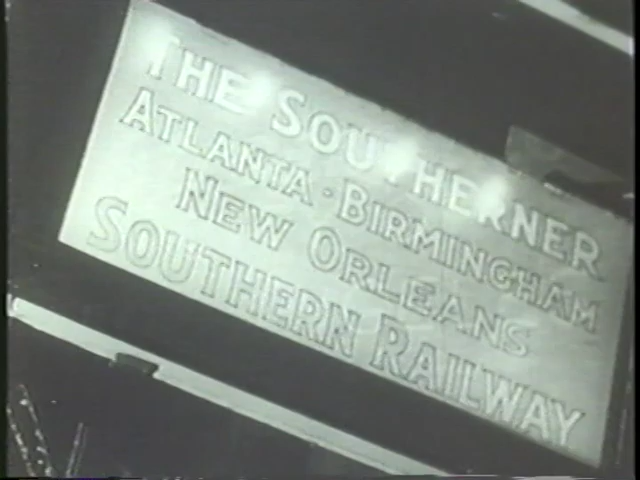 THE SOUTHERNER
ATLANTA - BIRMINGHAM
NEW ORLEANS
SOUTHERN RAILWAY